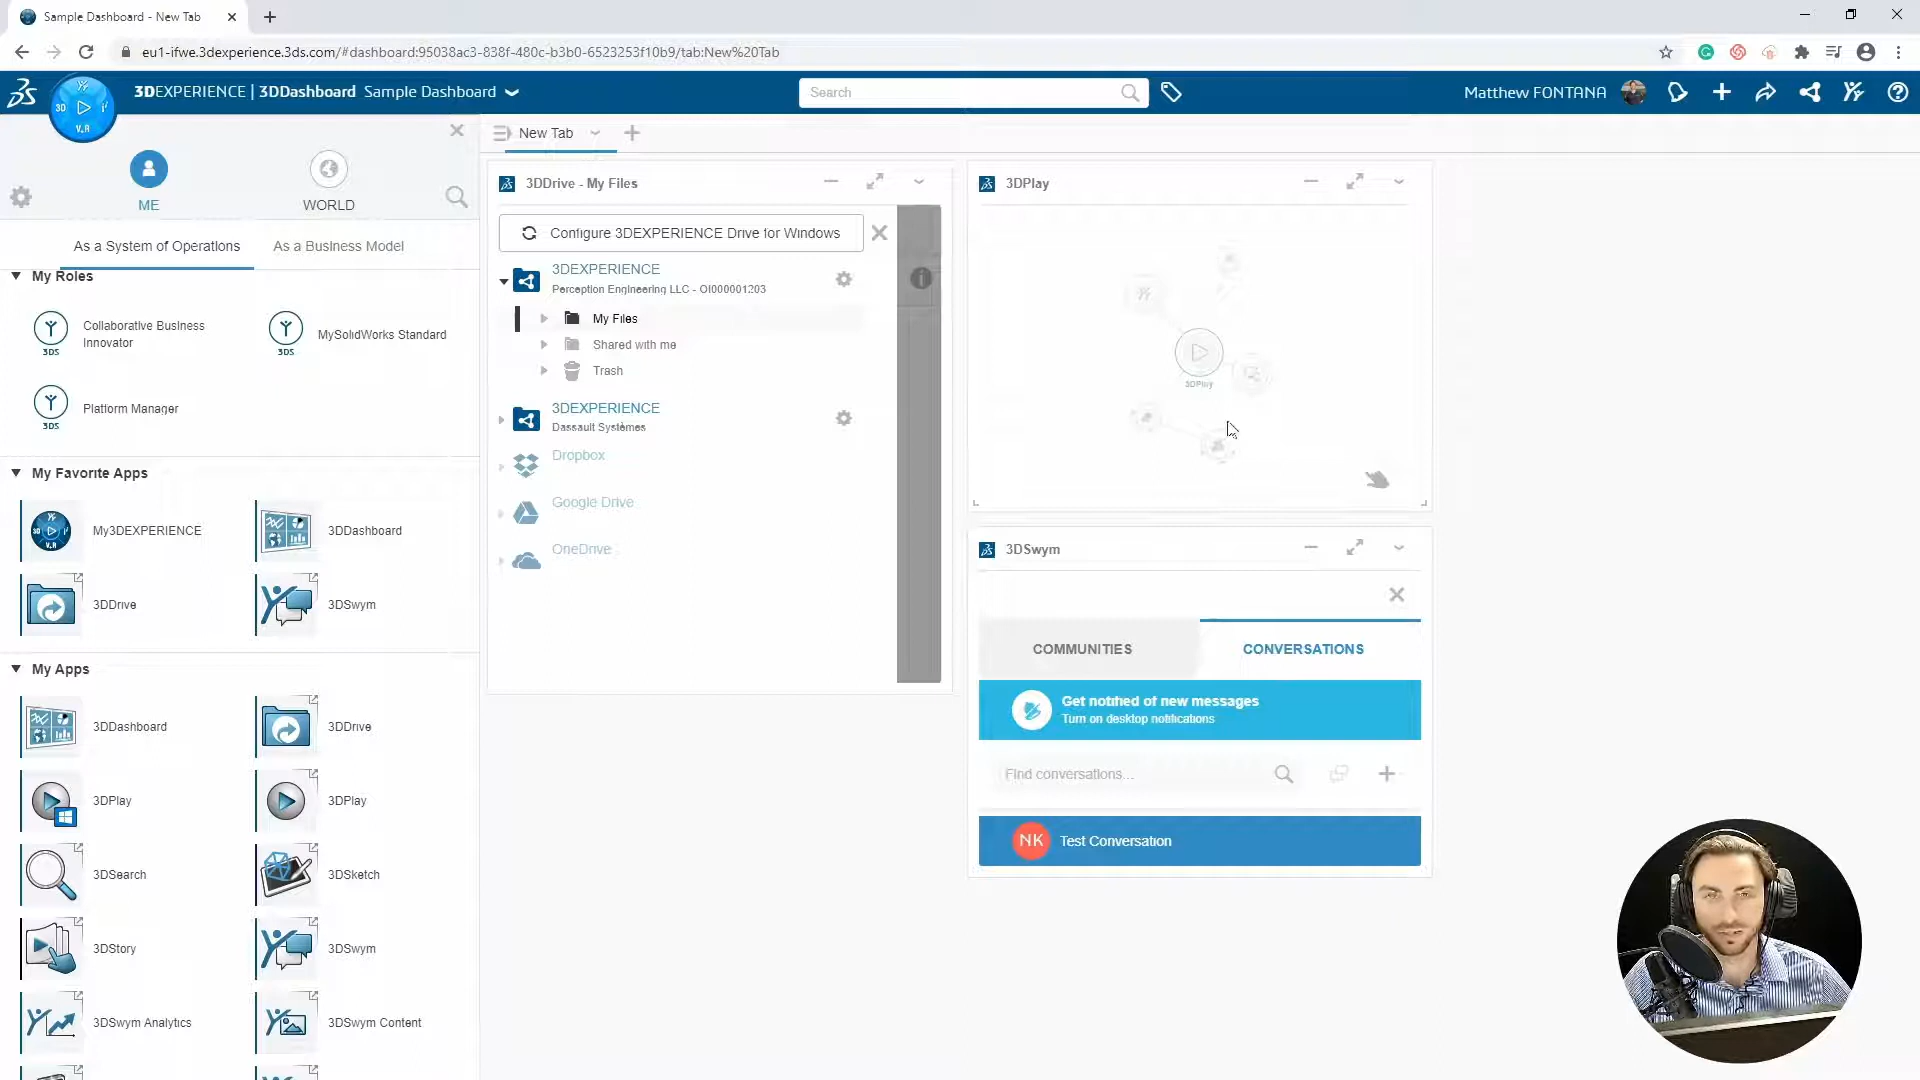 Sample Dashboard - New Tab
eu1-ifwe.3dexperience.3ds.com/#dashboard:95038ac3-838f-480c-b3b0-6523253f10b9/tab:New%20Tab
3DEXPERIENCE | 3DDashboard Sample Dashboard
Search
Matthew FONTANA
3D
V.R
ME
WORLD
As a System of Operations
As a Business Model
My Roles
Collaborative Business
Innovator
3DS
MySolidWorks Standard
3DS
Platform Manager
3DS
My Favorite Apps
My3DEXPERIENCE
3DDashboard
3DDrive
3DSwym
My Apps
3DDashboard
3DDrive
3DPlay
3DPlay
3DSearch
3DSketch
3DStory
3DSwym
3DSwym Analytics
3DSwym Content
New Tab
3DDrive - My Files
Configure 3DEXPERIENCE Drive for Windows
3DEXPERIENCE
Perception Engineering LLC - OI000001203
My Files
Shared with me
Trash
3DEXPERIENCE
Dassault Systèmes
Dropbox
Google Drive
OneDrive
3DPlay
3DPlay
3DSwym
COMMUNITIES
CONVERSATIONS
Get notified of new messages
Turn on desktop notifications
Find conversations...
NK Test Conversation